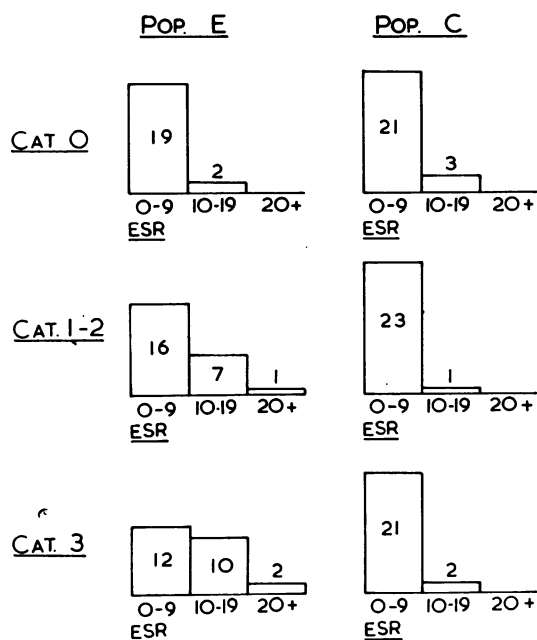 POP. E POP. C
CAT O
19 2
0-9 10-19 20+
ESR
21 3
0-9 10-19 20+
ESR
CAT. 1-2
16 7 1
0-9 10-19 20+
ESR
23 1
0-9 10-19 20+
ESR
CAT. 3
12 10 2
0-9 10-19 20+
ESR
21 2
0-9 10-19 20+
ESR